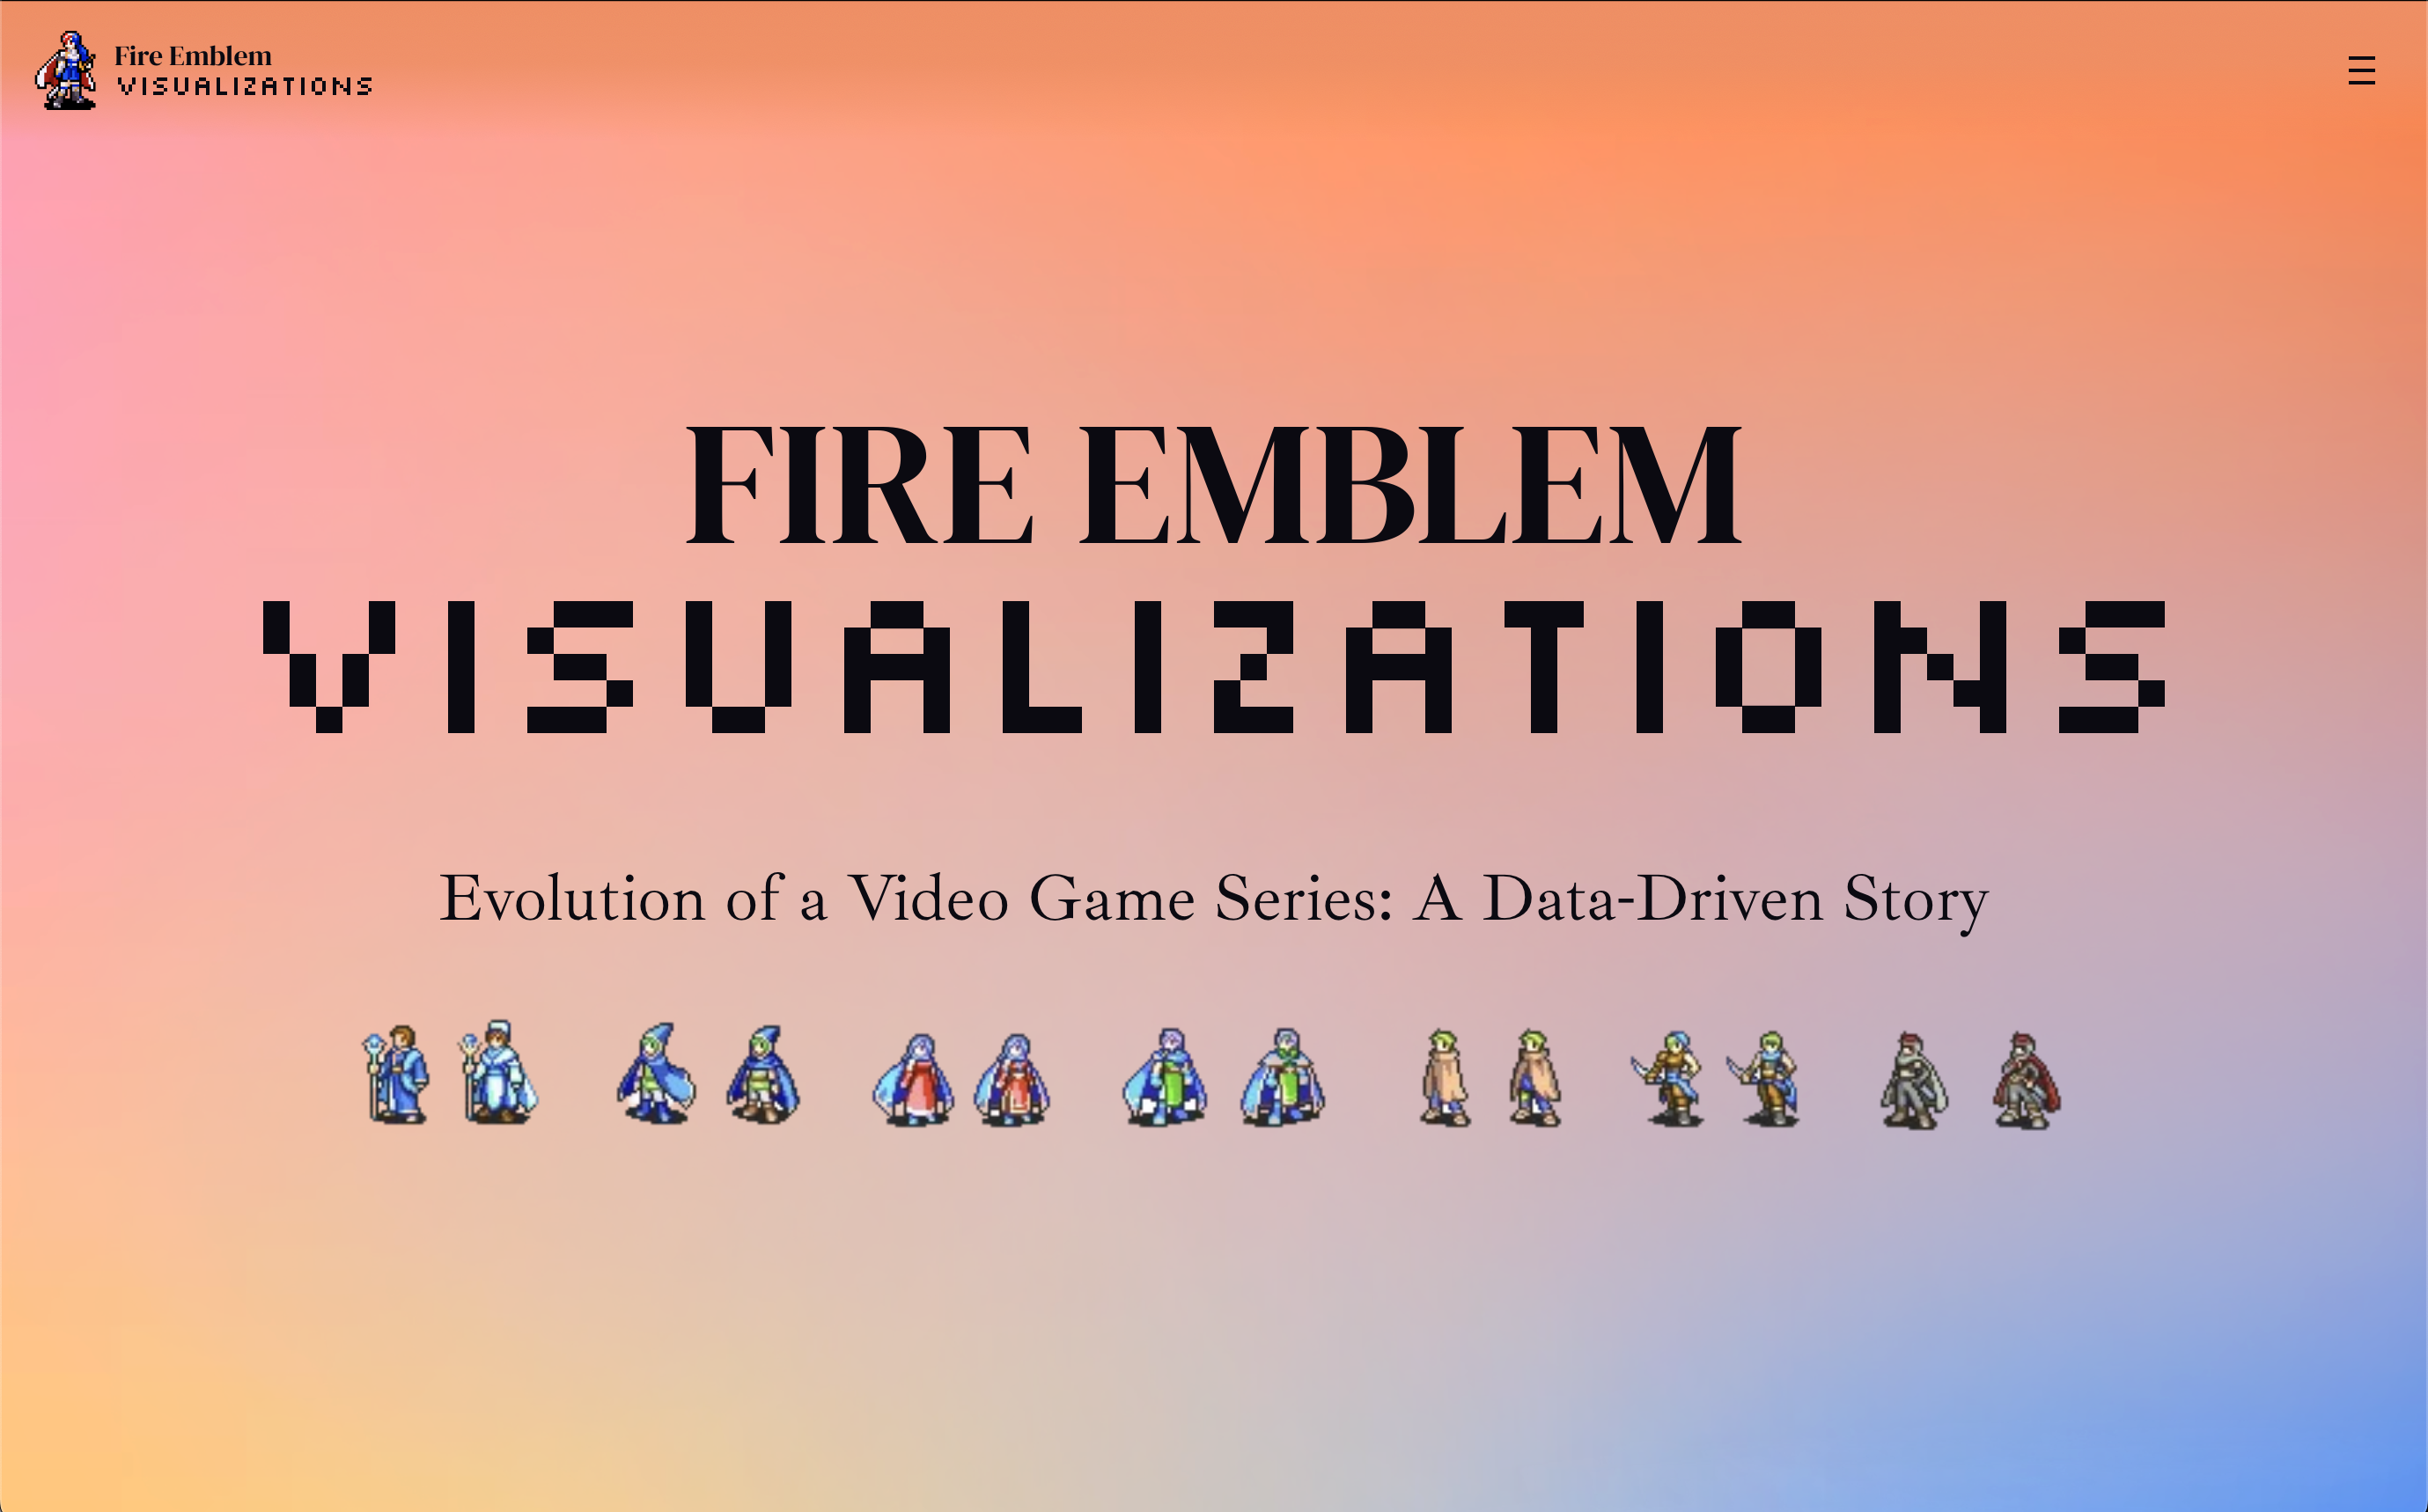 Fire Emblem
VISUALIZATIONS
FIRE EMBLEM
VISUALIZATIONS
Evolution of a Video Game Series: A Data-Driven Story